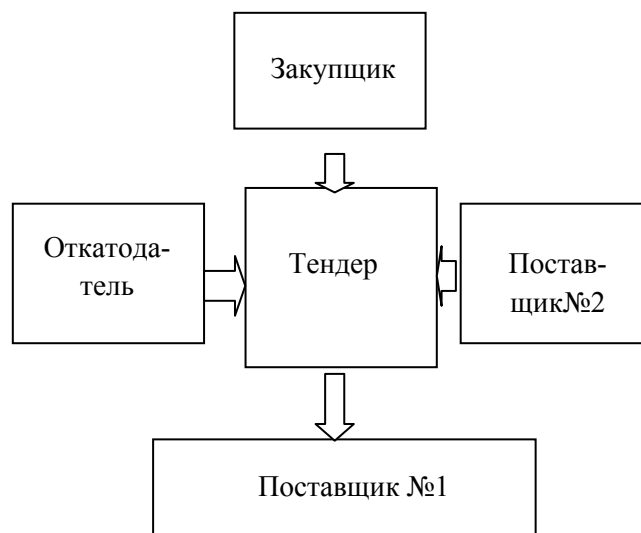 Закупщик
Откатода-
тель
Тендер
Постав-
щик№2
Поставщик №1